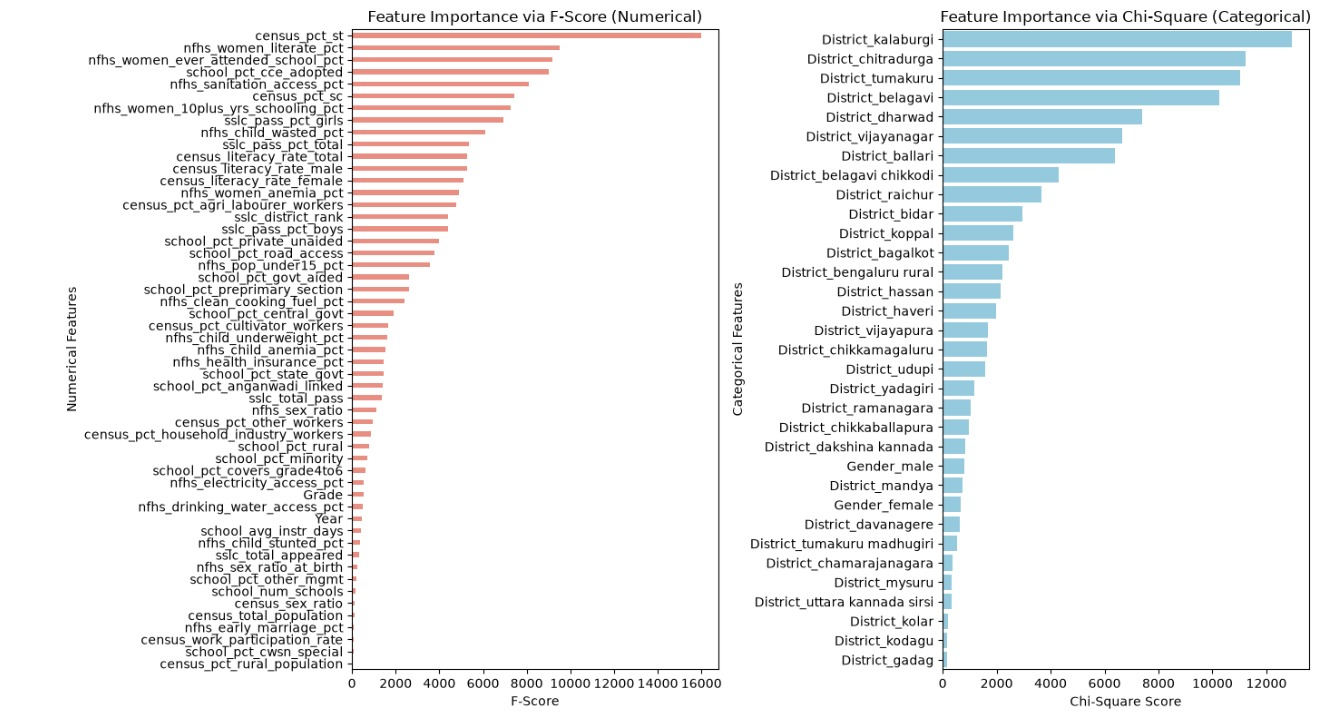 Feature Importance via F-Score (Numerical)
Numerical Features
census_pct_st
nfhs_women_literate_pct
nfhs_women_ever_attended_school_pct
school_pct_cce_adopted
nfhs_sanitation_access_pct
census_pct_sc
nfhs_women_10plus_yrs_schooling_pct
sslc_pass_pct_girls
nfhs_child_wasted_pct
sslc_pass_pct_total
census_literacy_rate_total
census_literacy_rate_male
census_literacy_rate_female
nfhs_women_anemia_pct
census_pct_agri_labourer_workers
sslc_district_rank
sslc_pass_pct_boys
school_pct_private_unaided
school_pct_road_access
nfhs_pop_under15_pct
school_pct_govt_aided
school_pct_preprimary_section
nfhs_clean_cooking_fuel_pct
school_pct_central_govt
census_pct_cultivator_workers
nfhs_child_underweight_pct
nfhs_child_anemia_pct
nfhs_health_insurance_pct
school_pct_state_govt
school_pct_anganwadi_linked
sslc_total_pass
nfhs_sex_ratio
census_pct_other_workers
census_pct_household_industry_workers
school_pct_rural
school_pct_minority
school_pct_covers_grade4to6
nfhs_electricity_access_pct
Grade
nfhs_drinking_water_access_pct
Year
school_avg_instr_days
nfhs_child_stunted_pct
sslc_total_appeared
nfhs_sex_ratio_at_birth
school_pct_other_mgmt
school_num_schools
census_sex_ratio
census_total_population
nfhs_early_marriage_pct
census_work_participation_rate
school_pct_cwsn_special
census_pct_rural_population
0 2000 4000 6000 8000 10000 12000 14000 16000
F-Score
Feature Importance via Chi-Square (Categorical)
Categorical Features
District_kalaburgi
District_chitradurga
District_tumakuru
District_belagavi
District_dharwad
District_vijayanagar
District_ballari
District_belagavi chikkodi
District_raichur
District_bidar
District_koppal
District_bagalkot
District_bengaluru rural
District_hassan
District_haveri
District_vijayapura
District_chikkamagaluru
District_udupi
District_yadagiri
District_ramanagara
District_chikkaballapura
District_dakshina kannada
Gender_male
District_mandya
Gender_female
District_davanagere
District_tumakuru madhugiri
District_chamarajanagara
District_mysuru
District_uttara kannada sirsi
District_kolar
District_kodagu
District_gadag
0 2000 4000 6000 8000 10000 12000
Chi-Square Score